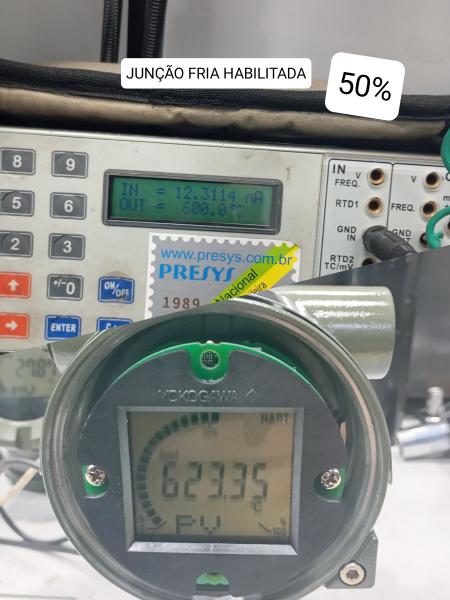 JUNÇÃO FRIA HABILITADA
50%
8 9
5 6
2 3
+/-0 ON/OFF
ENTER
IN = 12.3114 mA
OUT = 600.0°C
www.presys.com.br
PRESYS
1989
Nacional
IN V
FREQ.
RTD1
GND
IN
RTD2
TC/mV
V
FREQ.
GND
YOKOGAWA
HART
623.35
°C
PV
%
100